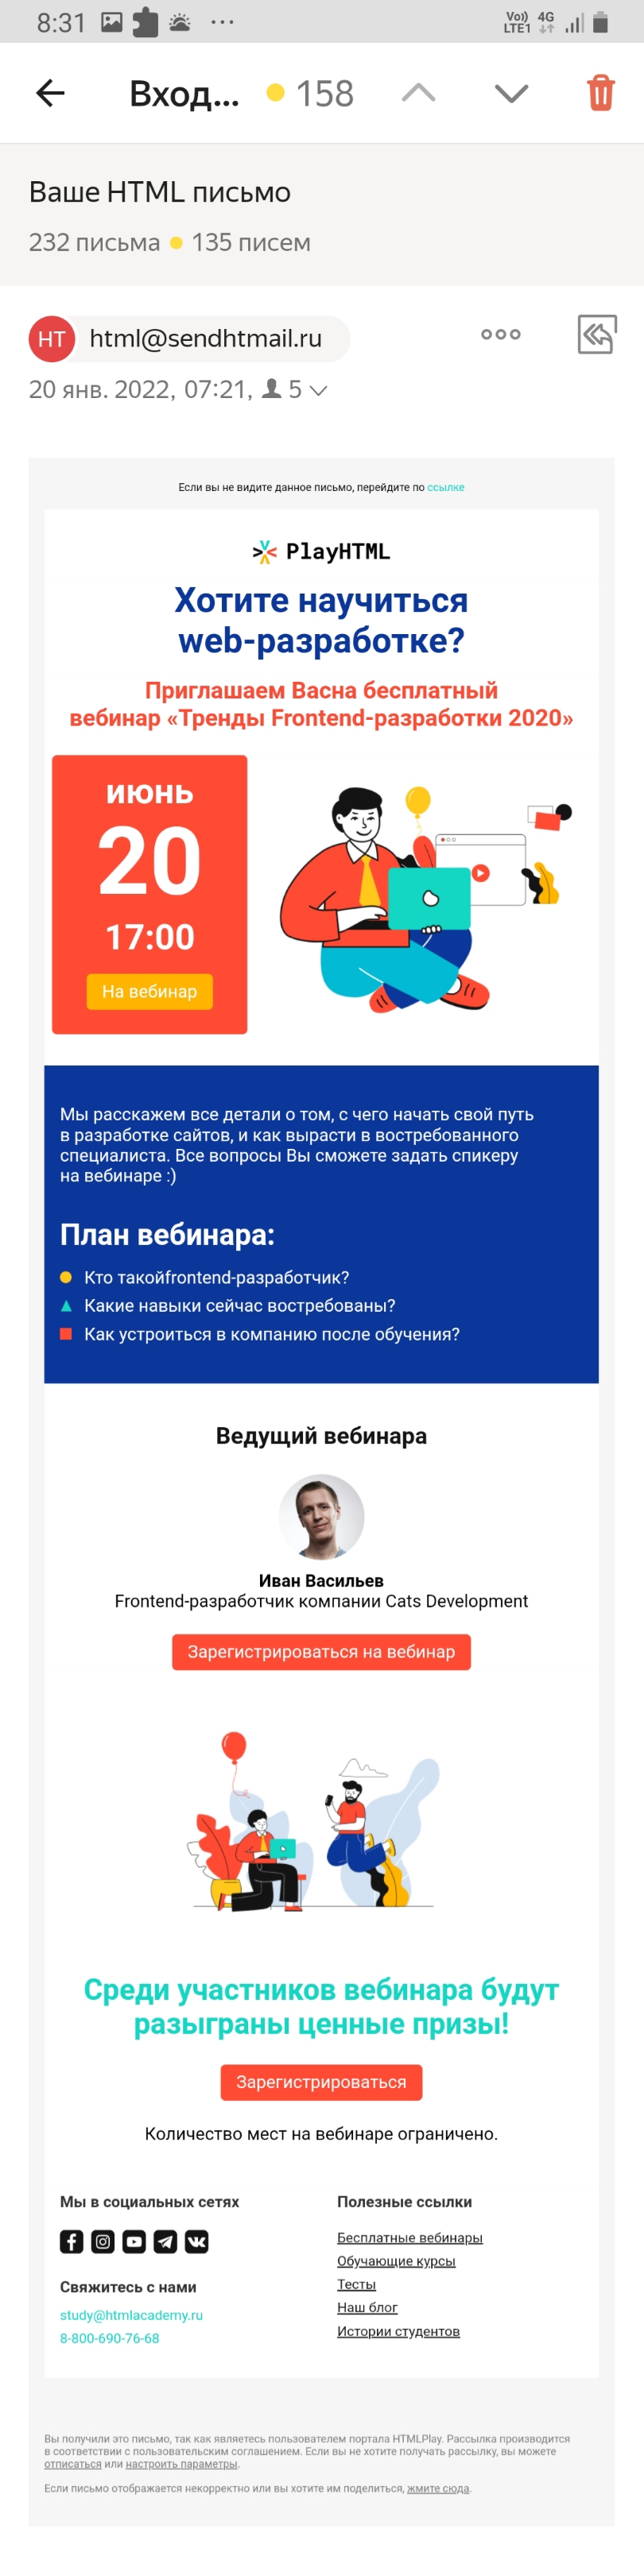 8:31
Vo)) 4G
LTE1
Вход... 158
Ваше HTML письмо
232 письма 135 писем
HT html@sendhtmail.ru
20 янв. 2022, 07:21, 5
Если вы не видите данное письмо, перейдите по ссылке
PlayHTML
Хотите научиться
web-разработке?
Приглашаем Васна бесплатный
вебинар «Тренды Frontend-разработки 2020»
июнь
20
17:00
На вебинар
Мы расскажем все детали о том, с чего начать свой путь
в разработке сайтов, и как вырасти в востребованного
специалиста. Все вопросы Вы сможете задать спикеру
на вебинаре :)
План вебинара:
Кто такойfrontend-разработчик?
Какие навыки сейчас востребованы?
Как устроиться в компанию после обучения?
Ведущий вебинара
Иван Васильев
Frontend-разработчик компании Cats Development
Зарегистрироваться на вебинар
Среди участников вебинара будут
разыграны ценные призы!
Зарегистрироваться
Количество мест на вебинаре ограничено.
Мы в социальных сетях
Свяжитесь с нами
study@htmlacademy.ru
8-800-690-76-68
Полезные ссылки
Бесплатные вебинары
Обучающие курсы
Тесты
Наш блог
Истории студентов
Вы получили это письмо, так как являетесь пользователем портала HTMLPlay. Рассылка производится
в соответствии с пользовательским соглашением. Если вы не хотите получать рассылку, вы можете
отписаться или настроить параметры.
Если письмо отображается некорректно или вы хотите им поделиться, жмите сюда.